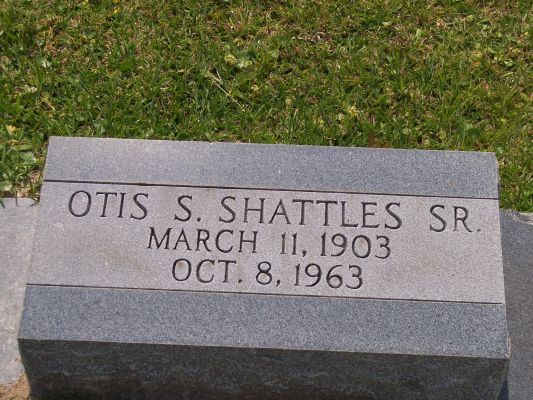 OTIS S. SHATTLES SR.
MARCH 11, 1903
OCT. 8, 1963